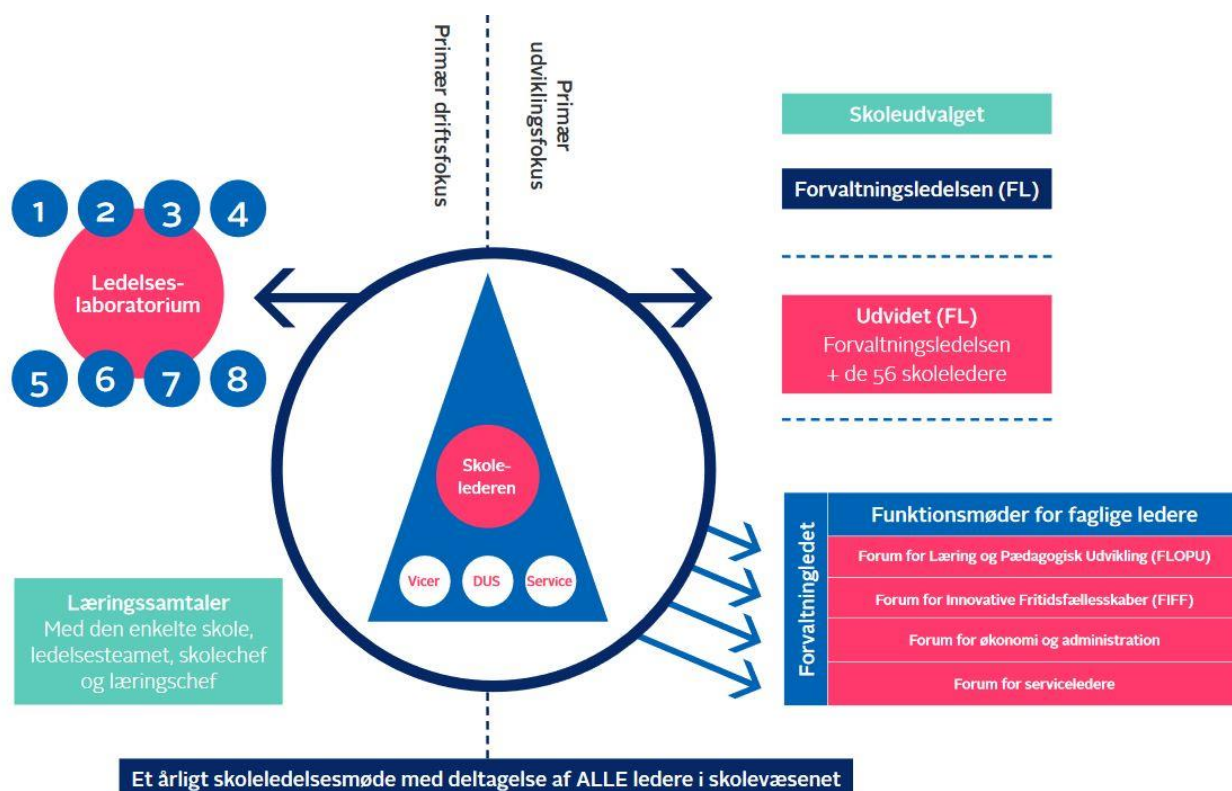 Primær driftsfokus
Primær
udviklingsfokus
Skoleudvalget
Forvaltningsledelsen (FL)
1
2
3
4
Ledelses-
laboratorium
5
6
7
8
Udvidet (FL)
Forvaltningsledelsen
+ de 56 skoleledere
Skole-
lederen
Vicer
DUS
Service
Forvaltningledet
Funktionsmøder for faglige ledere
Forum for Læring og Pædagogisk Udvikling (FLOPU)
Forum for Innovative Fritidsfællesskaber (FIFF)
Forum for økonomi og administration
Forum for serviceledere
Læringssamtaler
Med den enkelte skole,
ledelsesteamet, skolechef
og læringschef
Et årligt skoleledelsesmøde med deltagelse af ALLE ledere i skolevæsenet